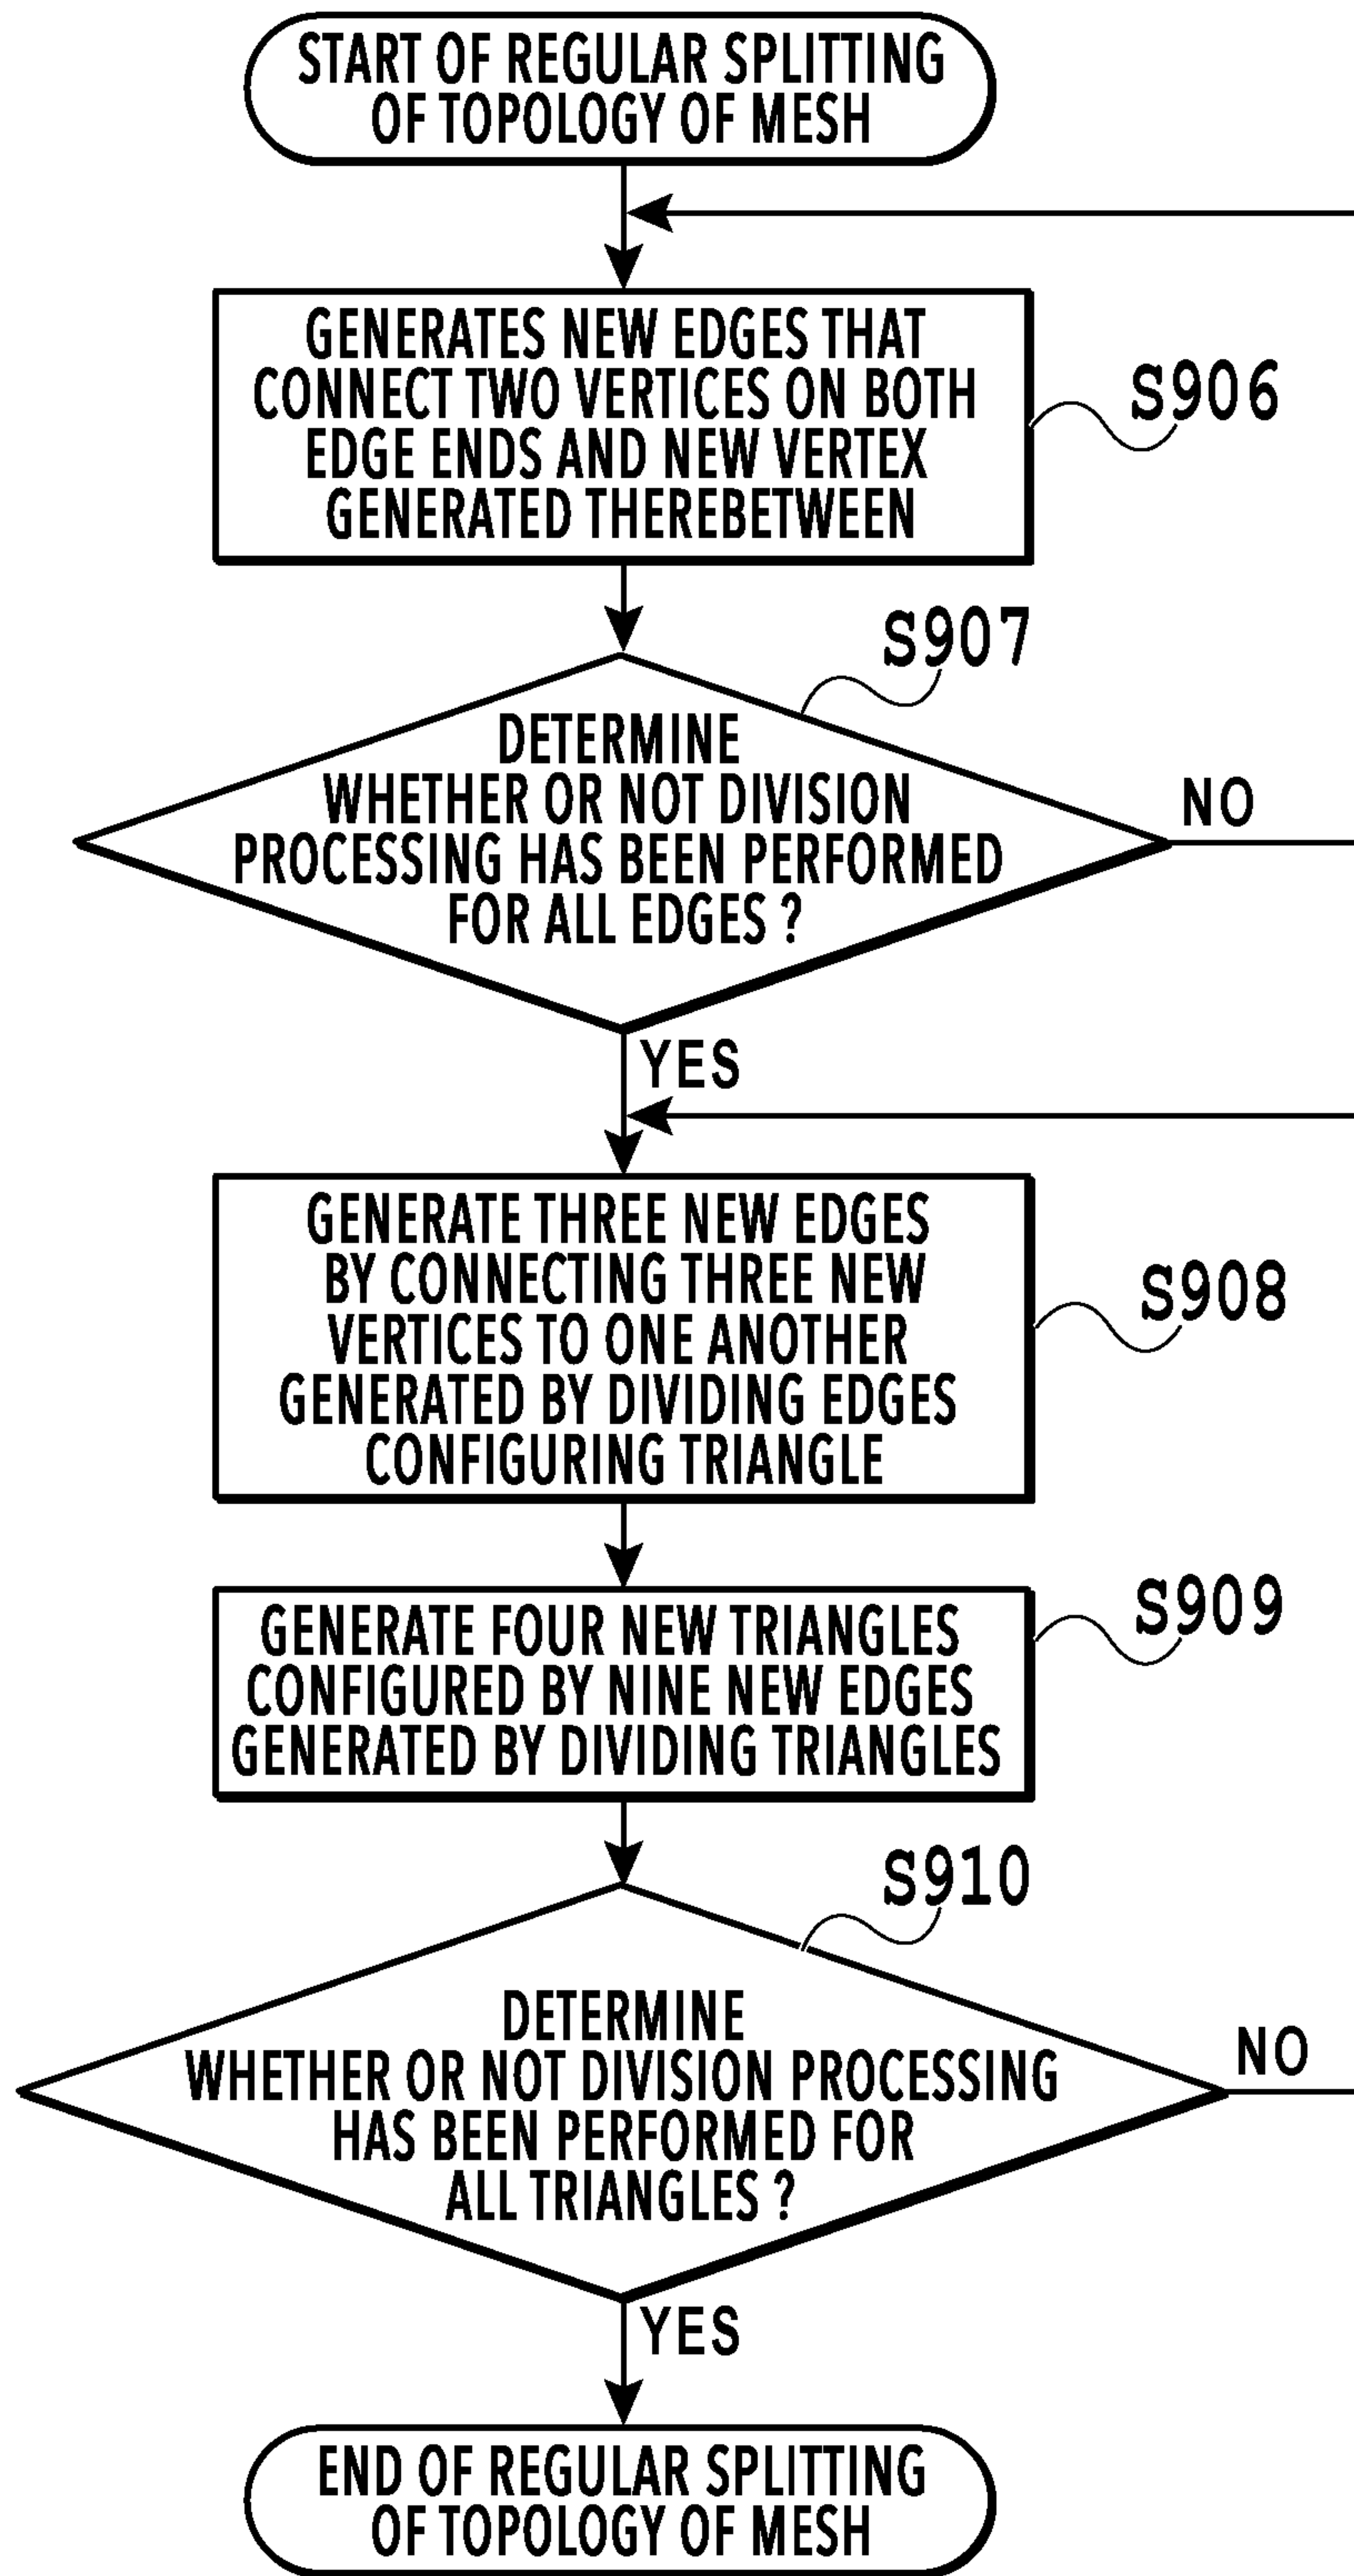 START OF REGULAR SPLITTING
OF TOPOLOGY OF MESH
GENERATES NEW EDGES THAT
CONNECT TWO VERTICES ON BOTH
EDGE ENDS AND NEW VERTEX
GENERATED THEREBETWEEN
S906
S907
DETERMINE
WHETHER OR NOT DIVISION
PROCESSING HAS BEEN PERFORMED
FOR ALL EDGES ?
NO
YES
GENERATE THREE NEW EDGES
BY CONNECTING THREE NEW
VERTICES TO ONE ANOTHER
GENERATED BY DIVIDING EDGES
CONFIGURING TRIANGLE
S908
GENERATE FOUR NEW TRIANGLES
CONFIGURED BY NINE NEW EDGES
GENERATED BY DIVIDING TRIANGLES
S909
S910
DETERMINE
WHETHER OR NOT DIVISION PROCESSING
HAS BEEN PERFORMED FOR
ALL TRIANGLES ?
NO
YES
END OF REGULAR SPLITTING
OF TOPOLOGY OF MESH